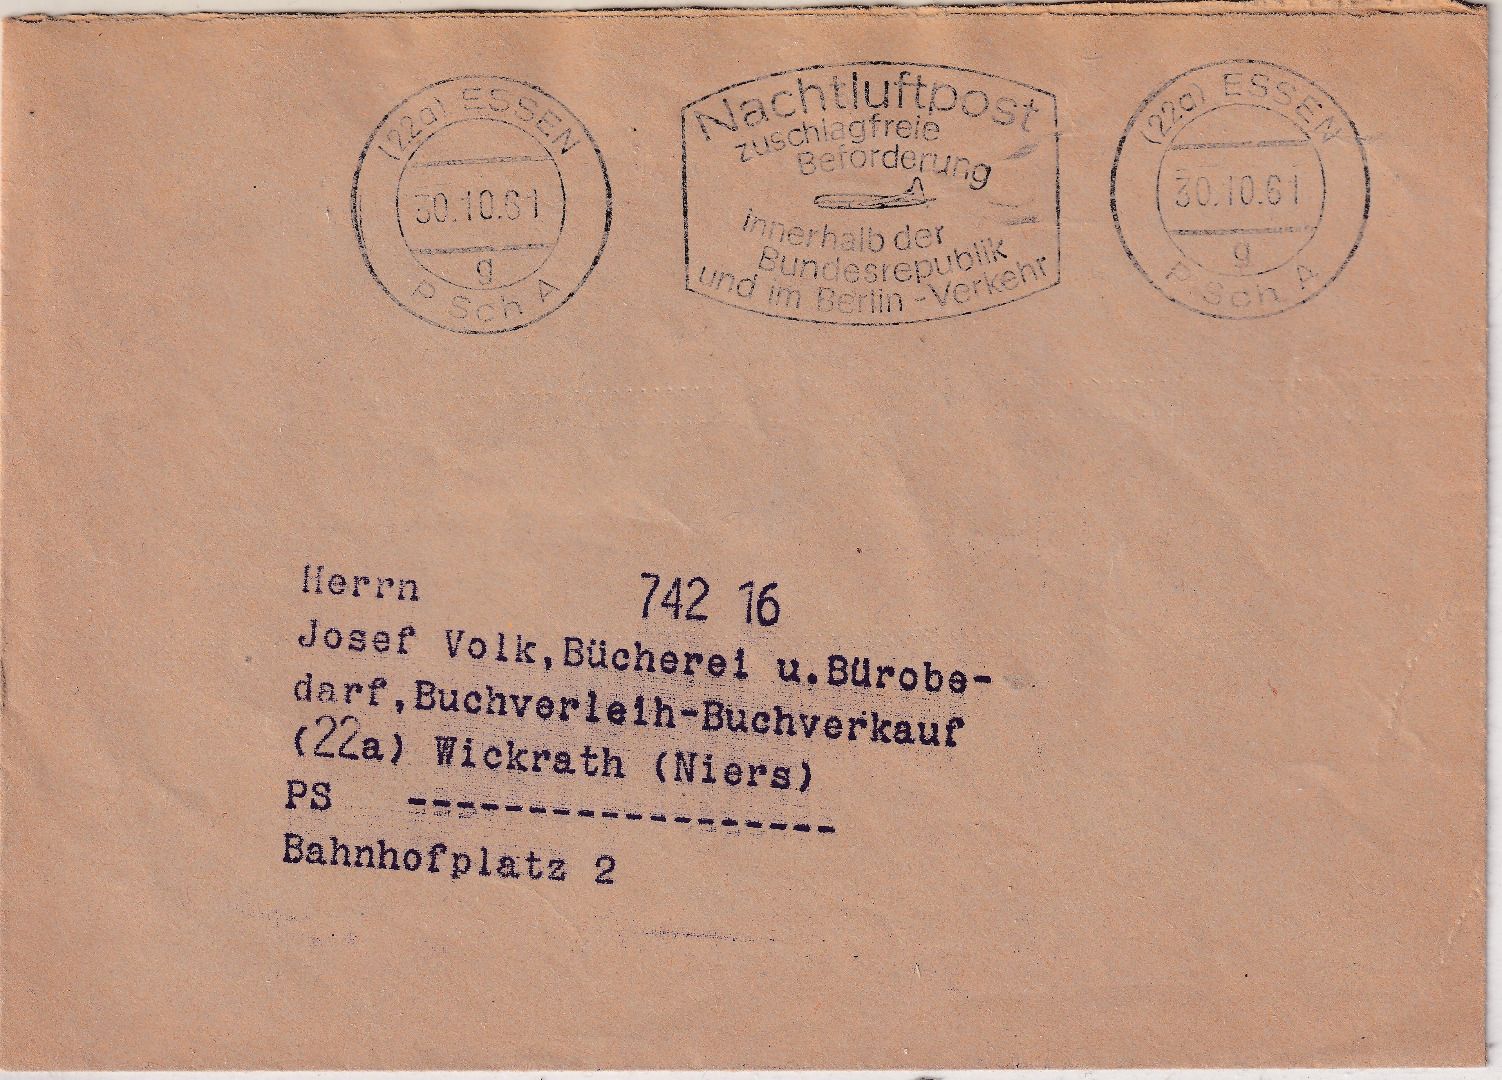 (22a) ESSEN
30.10.61
g
P Sch A
Nachtluftpost
zuschlagfreie
Beförderung
innerhalb der
Bundesrepublik
und im Berlin-Verkehr
(22a) ESSEN
30.10.61
g
P Sch A
Herrn 742 16
Josef Volk, Bücherei u. Bürobe-
darf, Buchverleih-Buchverkauf
(22a) Wickrath (Niers)
PS ------------------
Bahnhofplatz 2